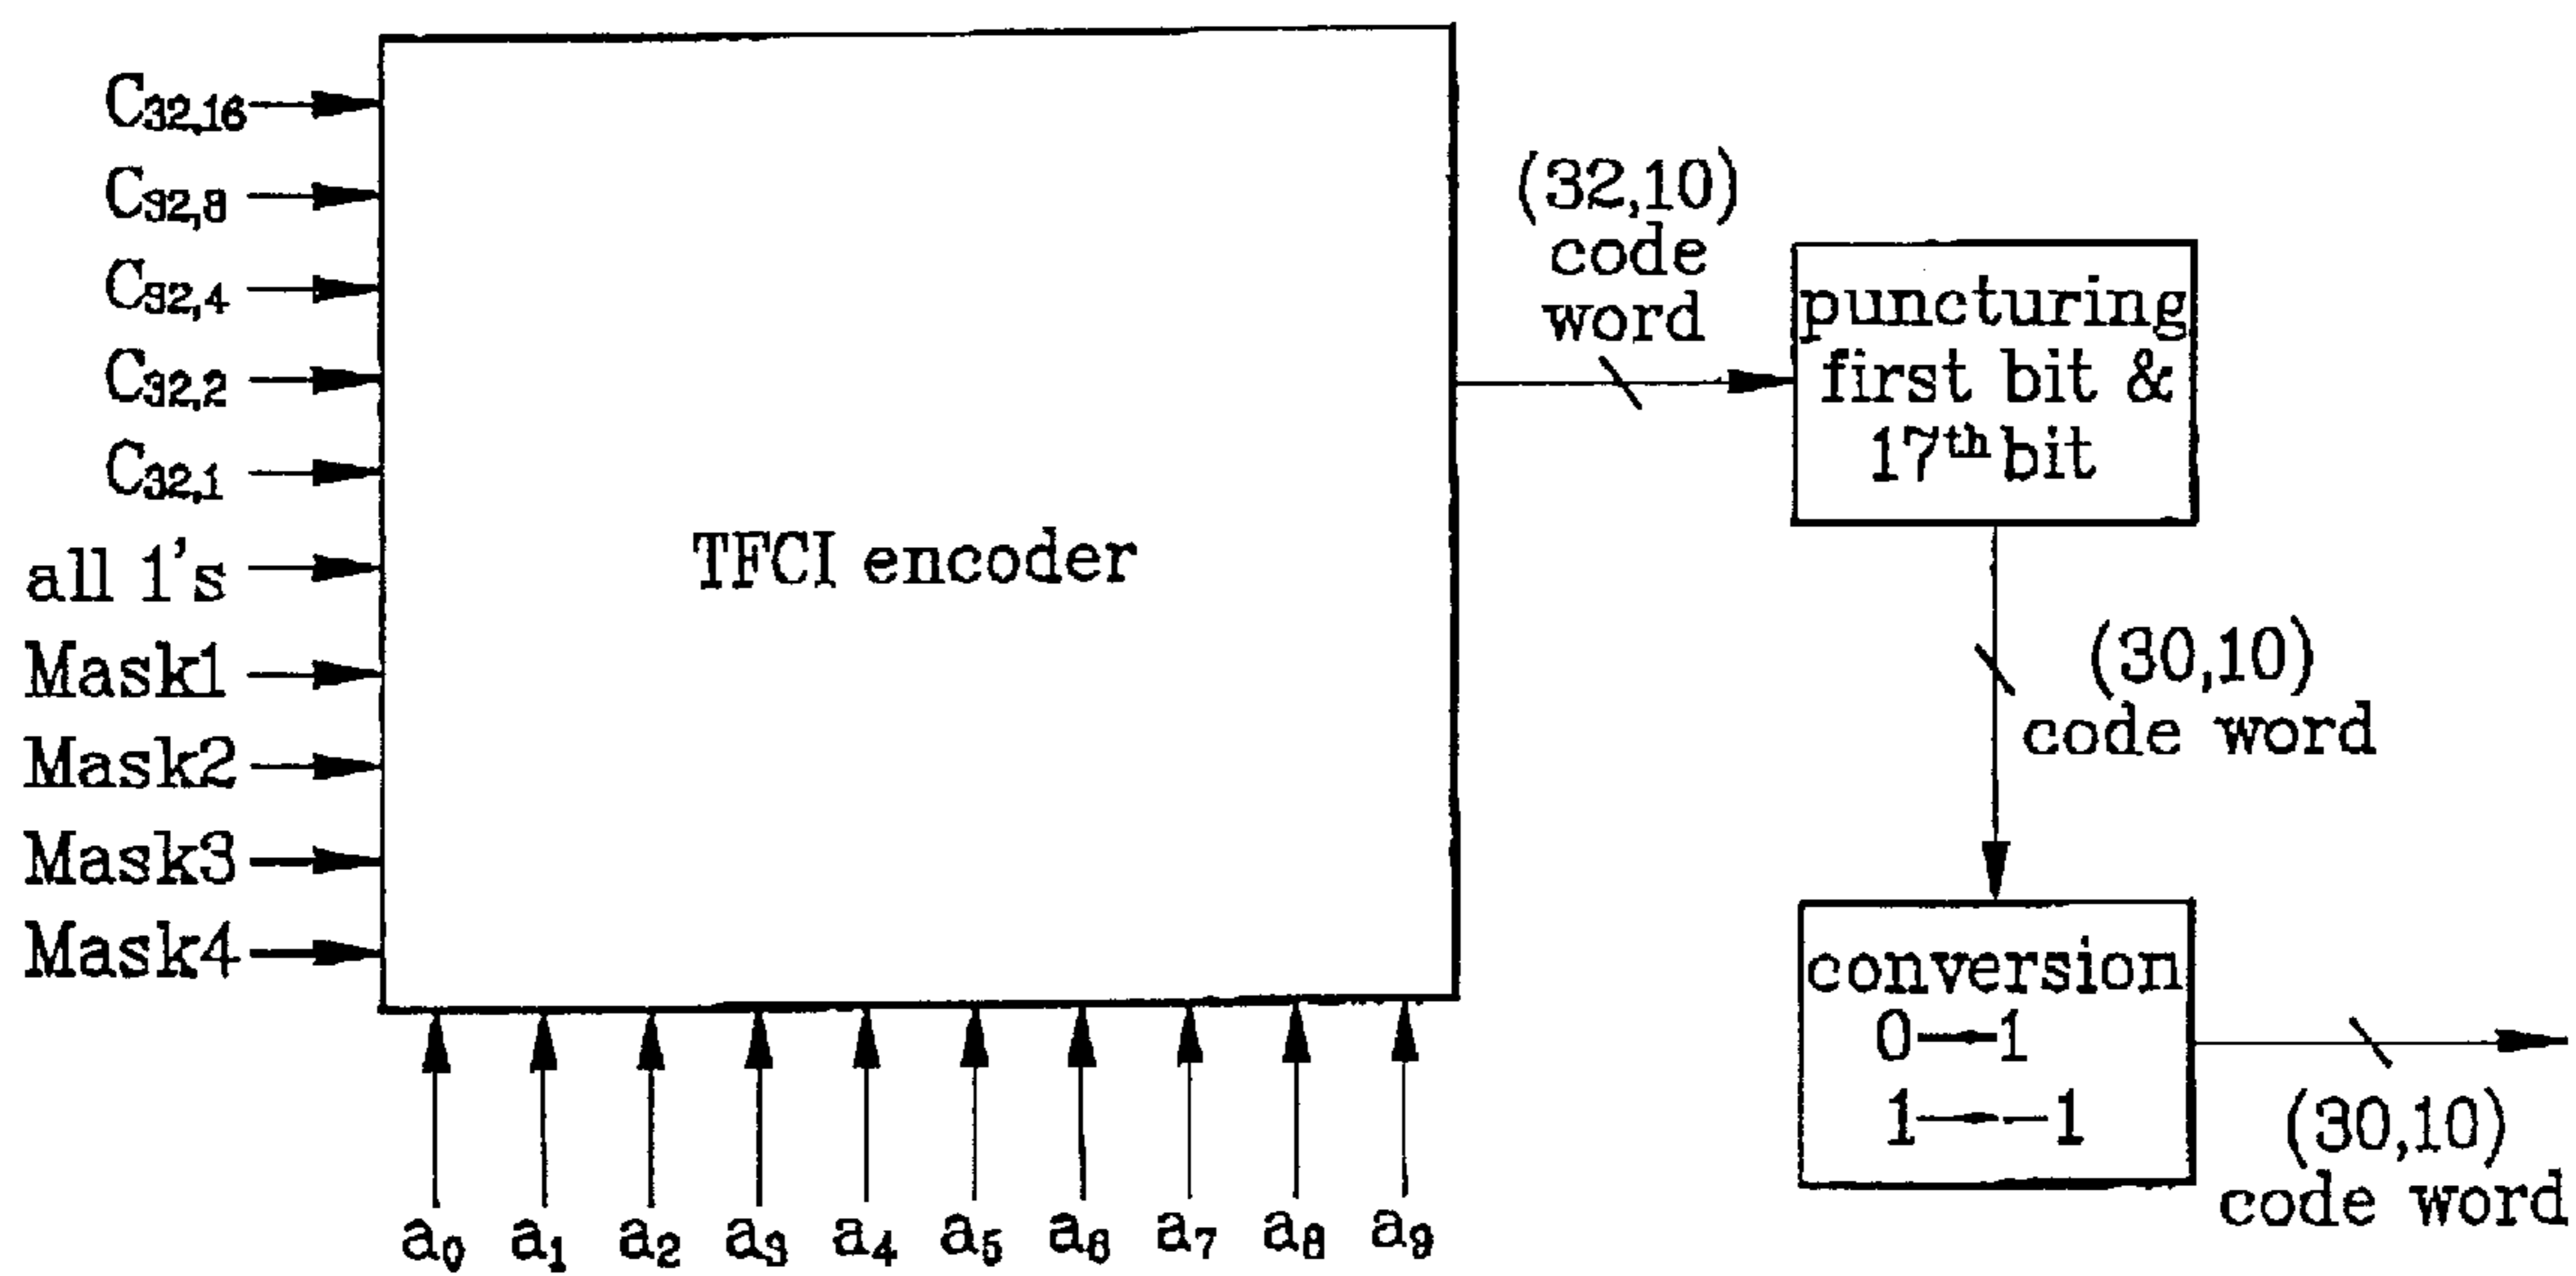 C32,16
C32,8
C32,4
C32,2
C32,1
all 1's
Mask1
Mask2
Mask3
Mask4
TFCI encoder
a0 a1 a2 a3 a4 a5 a6 a7 a8 a9
(32,10)
code
word
puncturing
first bit &
17th bit
(30,10)
code word
conversion
0→1
1→−1
(30,10)
code word